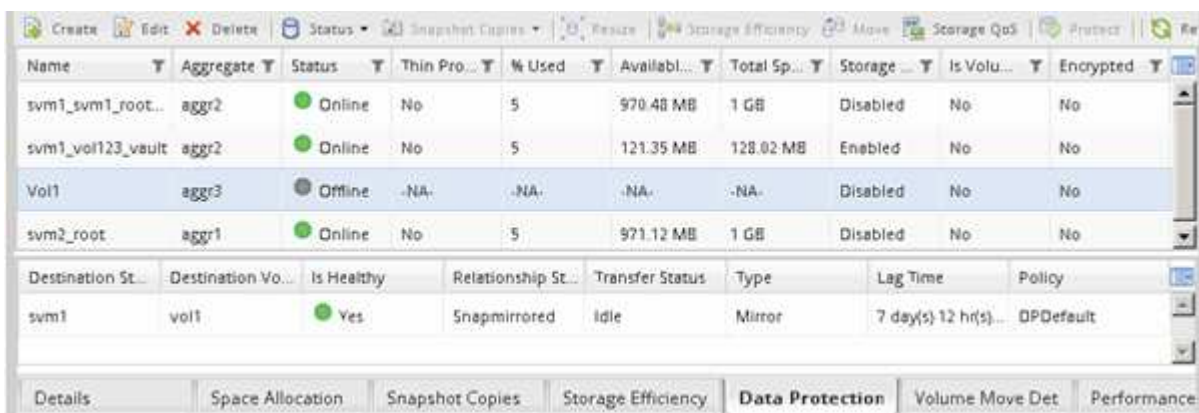 Create Edit Delete Status Snapshot Copies Resize Storage Efficiency Move Storage QoS Protect Re
Name Aggregate Status Thin Pro... % Used Availabl... Total Sp... Storage ... Is Volu... Encrypted
svm1_svm1_root... aggr2 Online No 5 970.48 MB 1 GB Disabled No No
svm1_vol123_vault aggr2 Online No 5 121.35 MB 128.02 MB Enabled No No
Vol1 aggr3 Offline -NA- -NA- -NA- -NA- Disabled No No
svm2_root aggr1 Online No 5 971.12 MB 1 GB Disabled No No
Destination St... Destination Vo... Is Healthy Relationship St... Transfer Status Type Lag Time Policy
svm1 vol1 Yes Snapmirrored Idle Mirror 7 day(s) 12 hr(s)... DPDefault
Details Space Allocation Snapshot Copies Storage Efficiency Data Protection Volume Move Det Performance